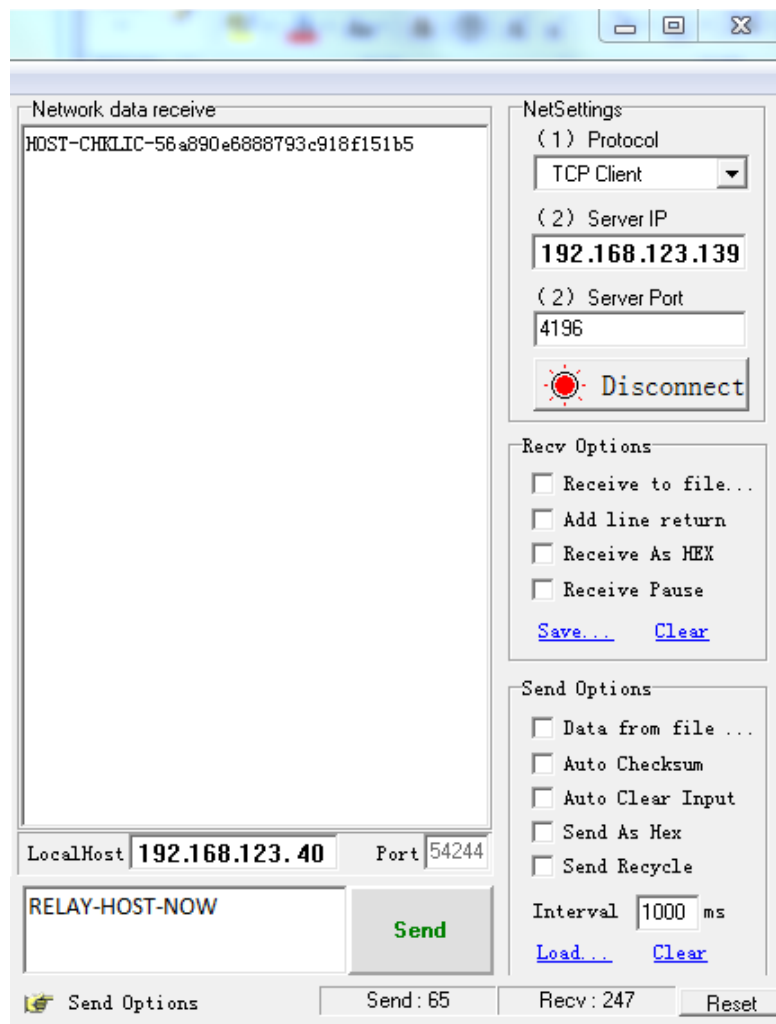 Network data receive
HOST-CHKLIC-56a890e6888793c918f151b5
NetSettings
(1) Protocol
TCP Client
(2) Server IP
192.168.123.139
(2) Server Port
4196
Disconnect
Recv Options
Receive to file...
Add line return
Receive As HEX
Receive Pause
Save... Clear
Send Options
Data from file ...
Auto Checksum
Auto Clear Input
Send As Hex
Send Recycle
Interval 1000 ms
Load... Clear
LocalHost 192.168.123.40 Port 54244
RELAY-HOST-NOW
Send
Send Options Send : 65 Recv : 247 Reset